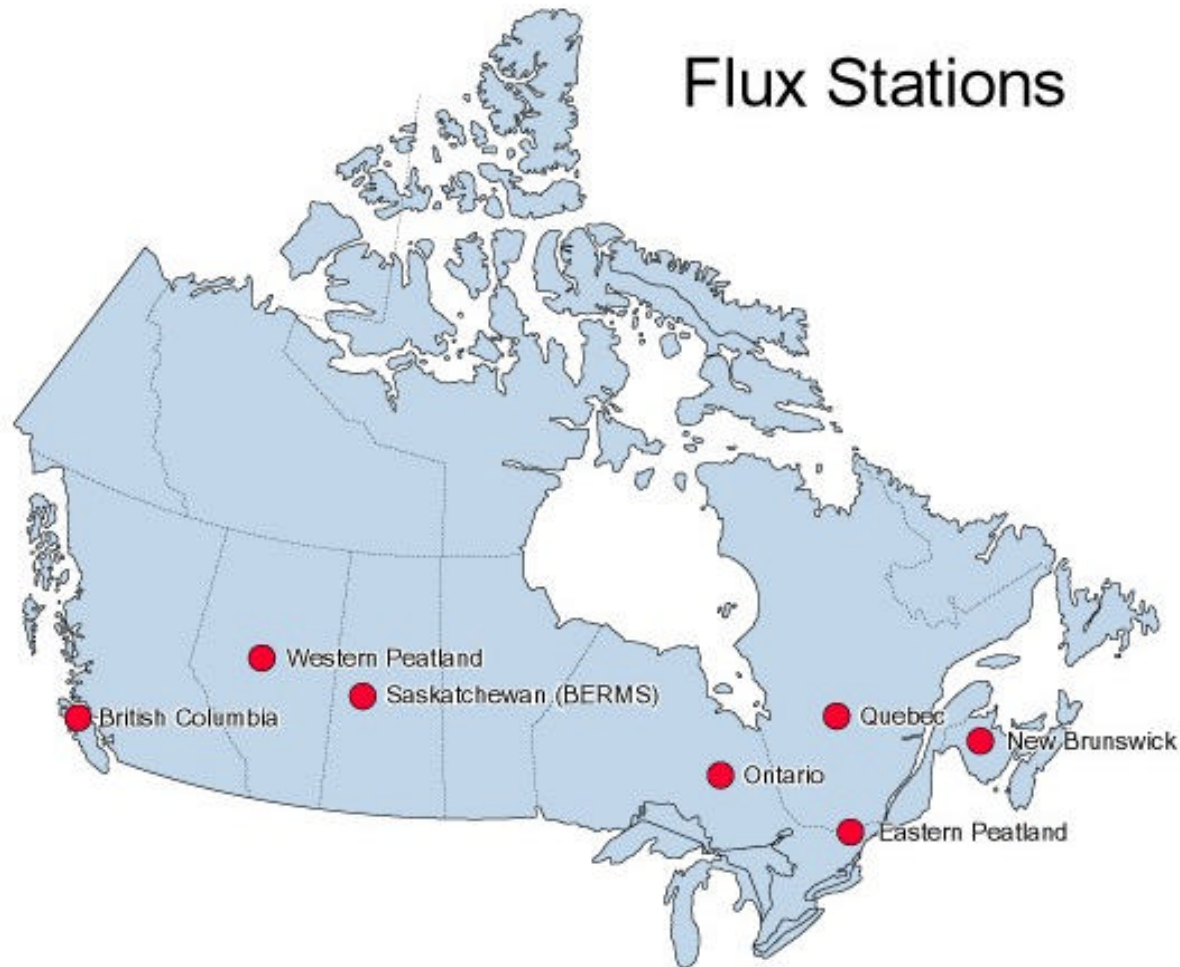 Flux Stations
Western Peatland
Saskatchewan (BERMS)
British Columbia
Quebec
New Brunswick
Ontario
Eastern Peatland